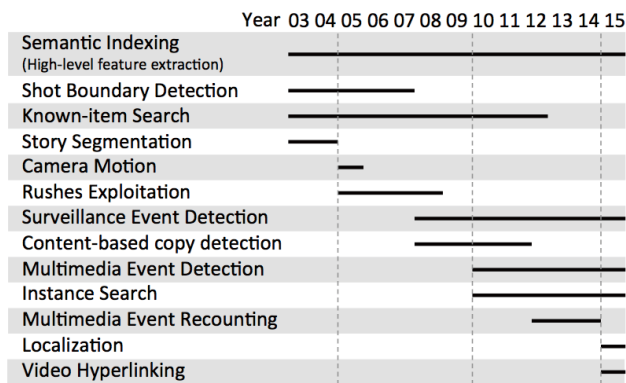 Year 03 04 05 06 07 08 09 10 11 12 13 14 15
Semantic Indexing
(High-level feature extraction)
Shot Boundary Detection
Known-item Search
Story Segmentation
Camera Motion
Rushes Exploitation
Surveillance Event Detection
Content-based copy detection
Multimedia Event Detection
Instance Search
Multimedia Event Recounting
Localization
Video Hyperlinking